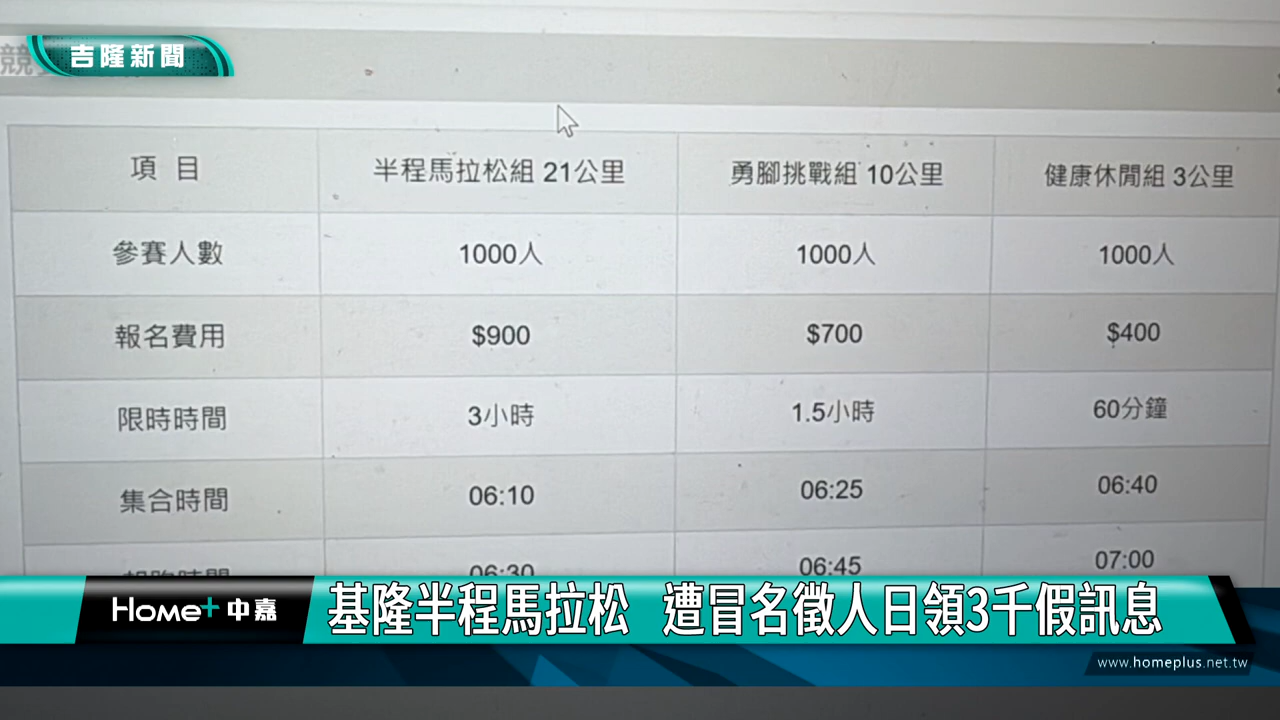 吉隆新聞
項 目 半程馬拉松組 21公里 勇腳挑戰組 10公里 健康休閒組 3公里
參賽人數 1000人 1000人 1000人
報名費用 $900 $700 $400
限時時間 3小時 1.5小時 60分鐘
集合時間 06:10 06:25 06:40
06:30 06:45 07:00
Home+中嘉 基隆半程馬拉松 遭冒名徵人日領3千假訊息
www.homeplus.net.tw